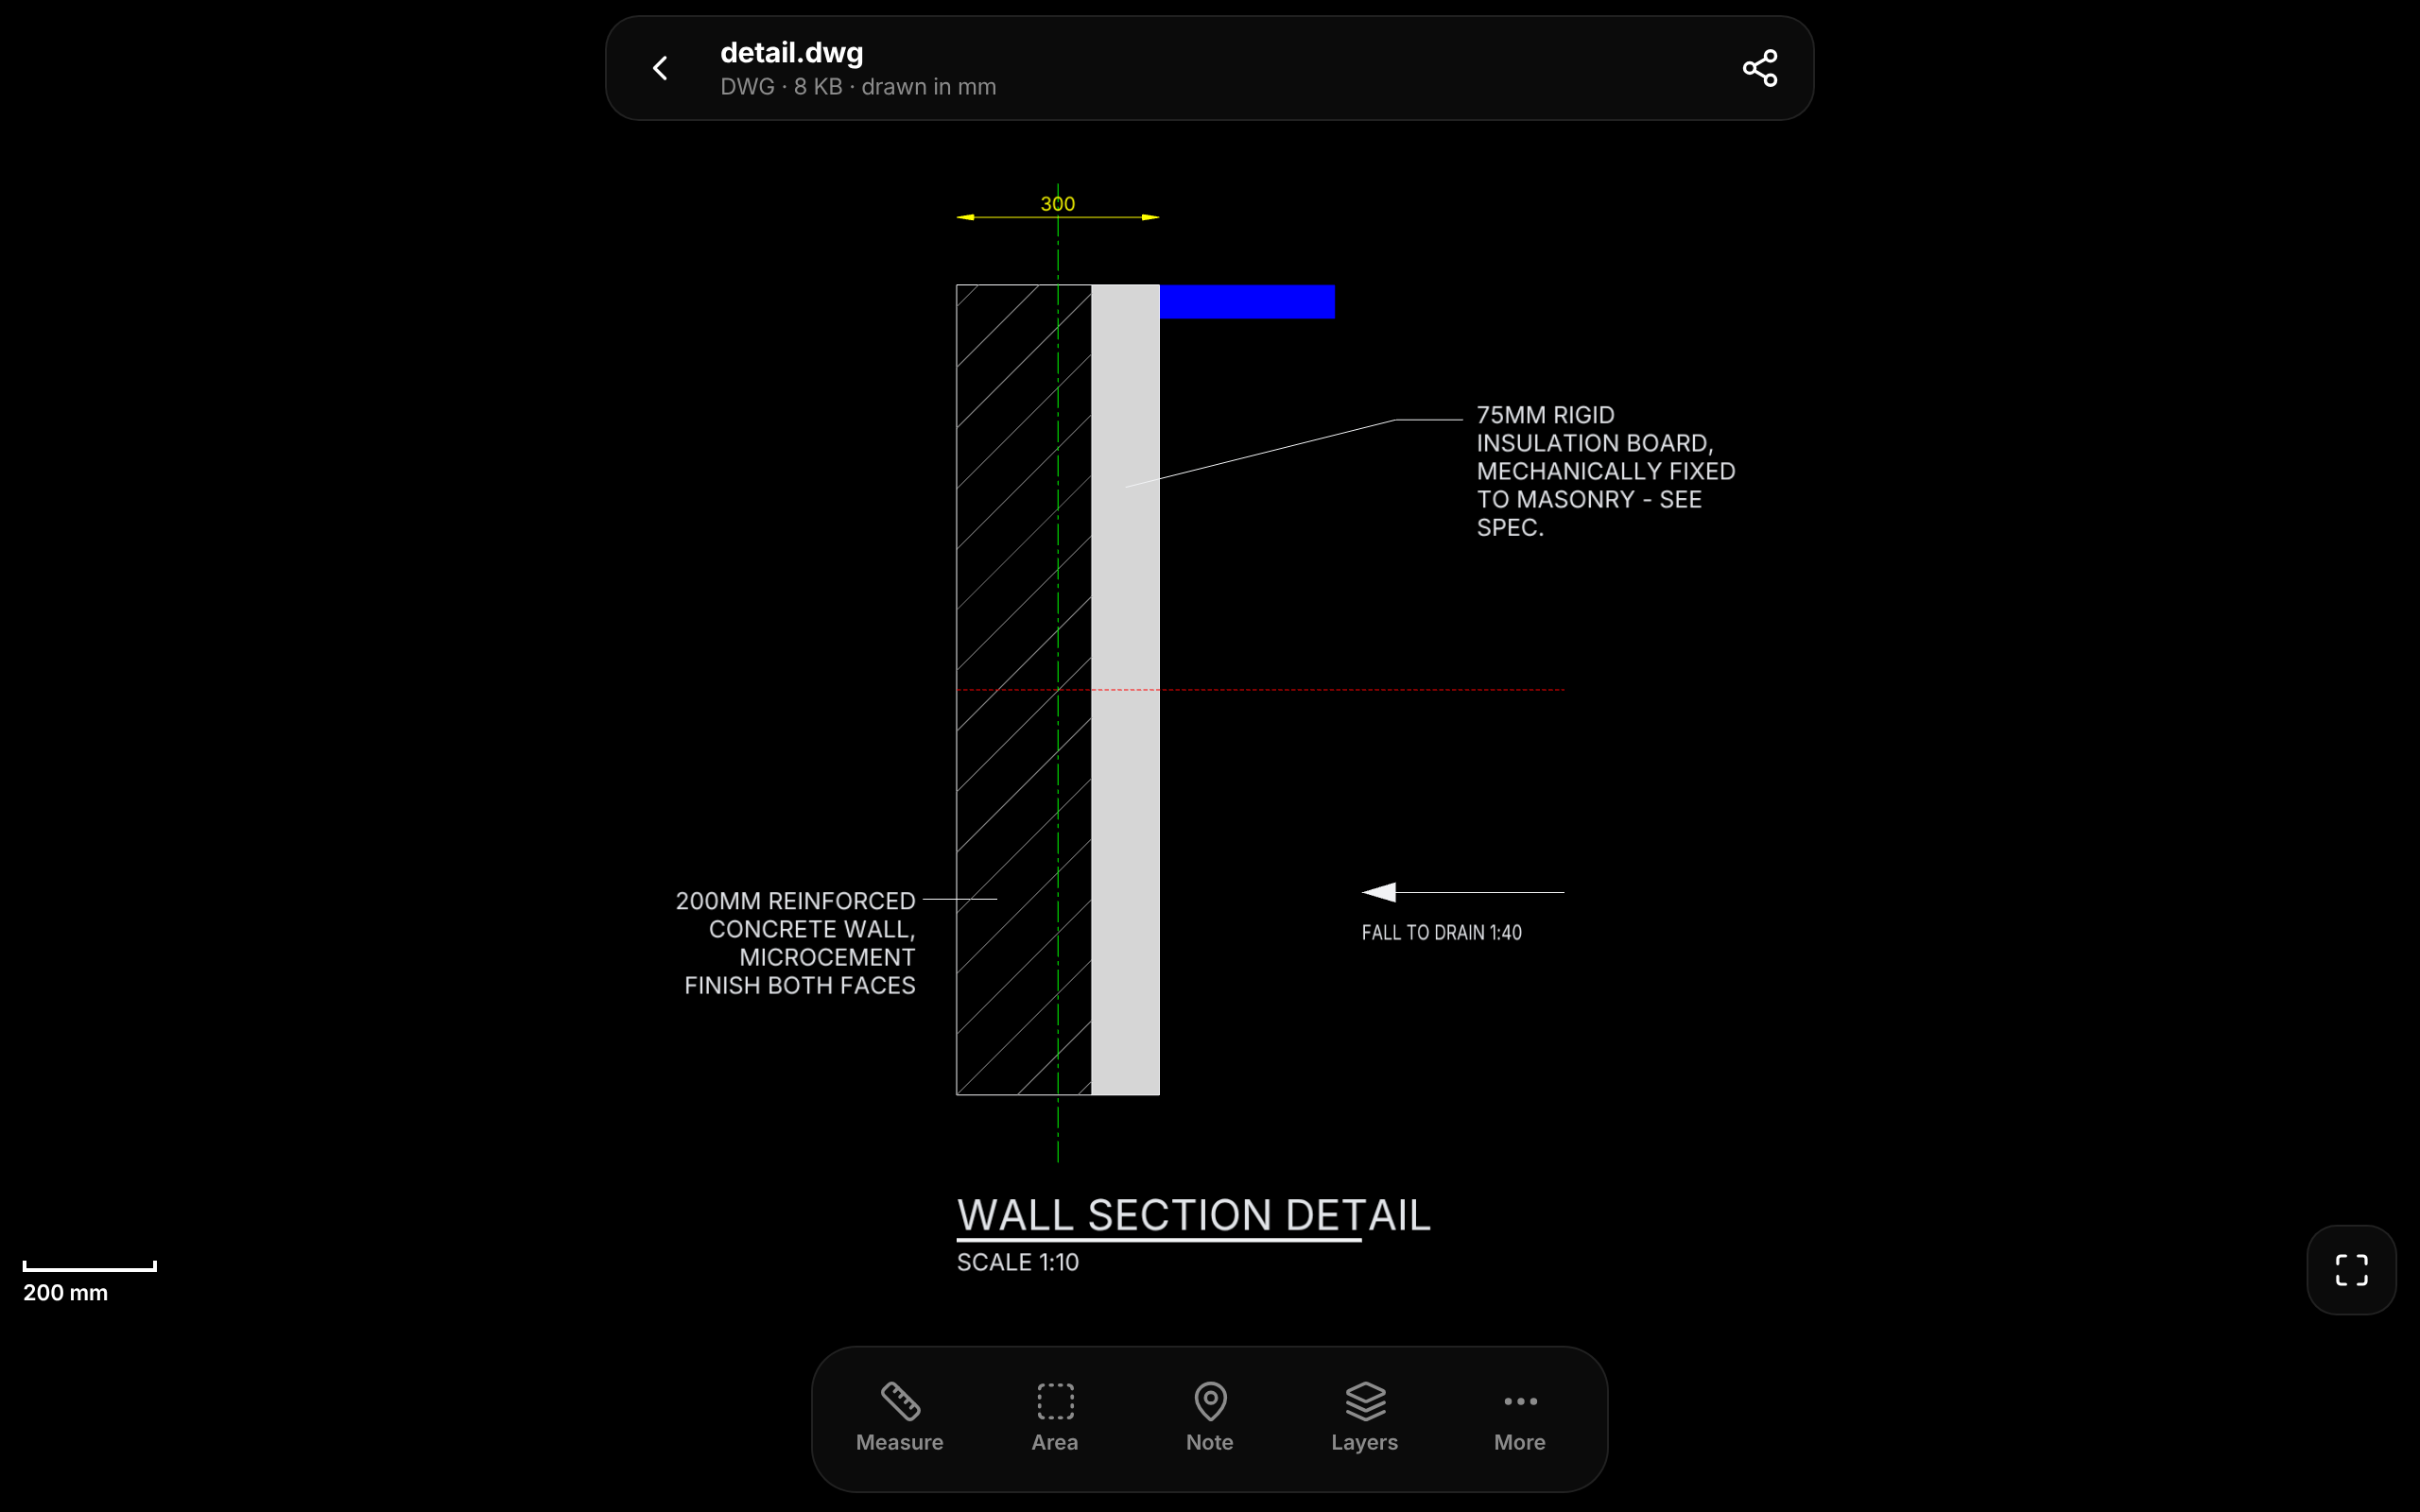 detail.dwg
DWG · 8 KB · drawn in mm
300
75MM RIGID
INSULATION BOARD,
MECHANICALLY FIXED
TO MASONRY - SEE
SPEC.
200MM REINFORCED
CONCRETE WALL,
MICROCEMENT
FINISH BOTH FACES
FALL TO DRAIN 1:40
WALL SECTION DETAIL
SCALE 1:10
200 mm
Measure
Area
Note
Layers
More